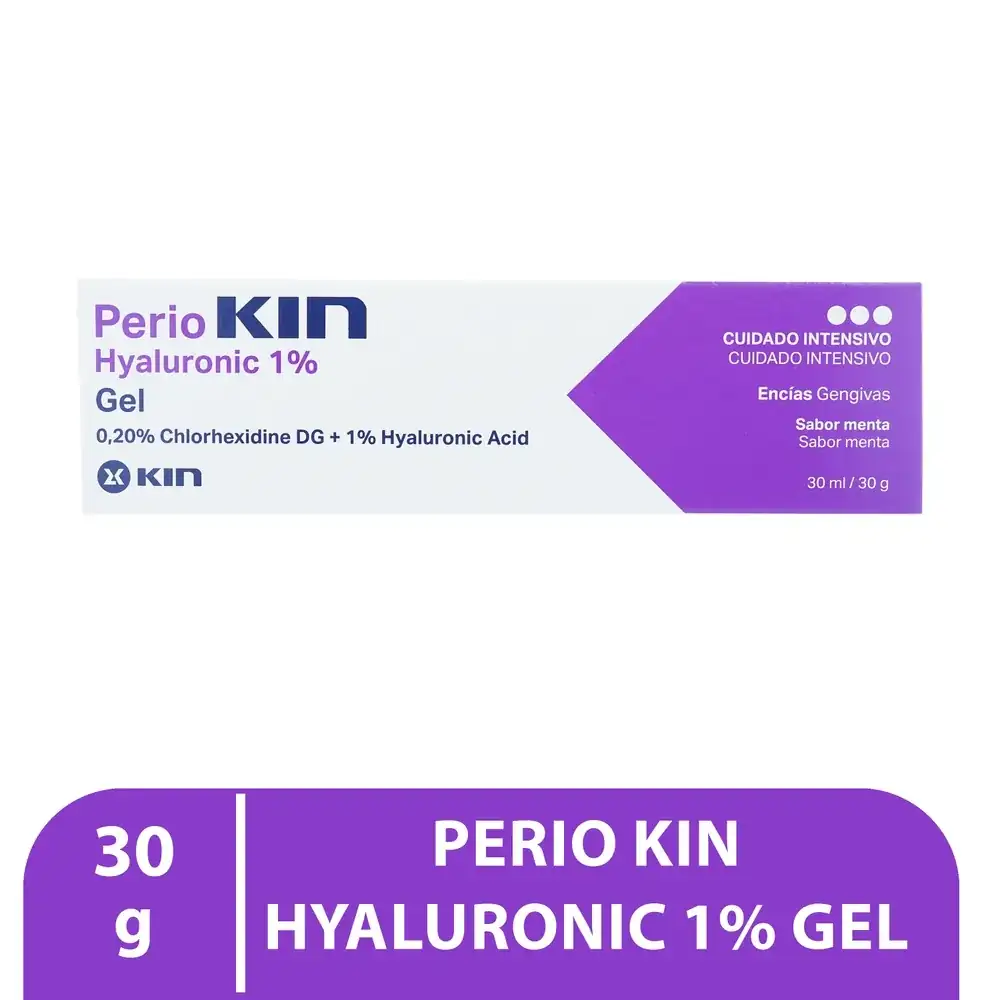 Perio KIN
Hyaluronic 1%
Gel
0,20% Chlorhexidine DG + 1% Hyaluronic Acid
KIN
CUIDADO INTENSIVO
CUIDADO INTENSIVO
Encías Gengivas
Sabor menta
Sabor menta
30 ml / 30 g
30
g
PERIO KIN
HYALURONIC 1% GEL